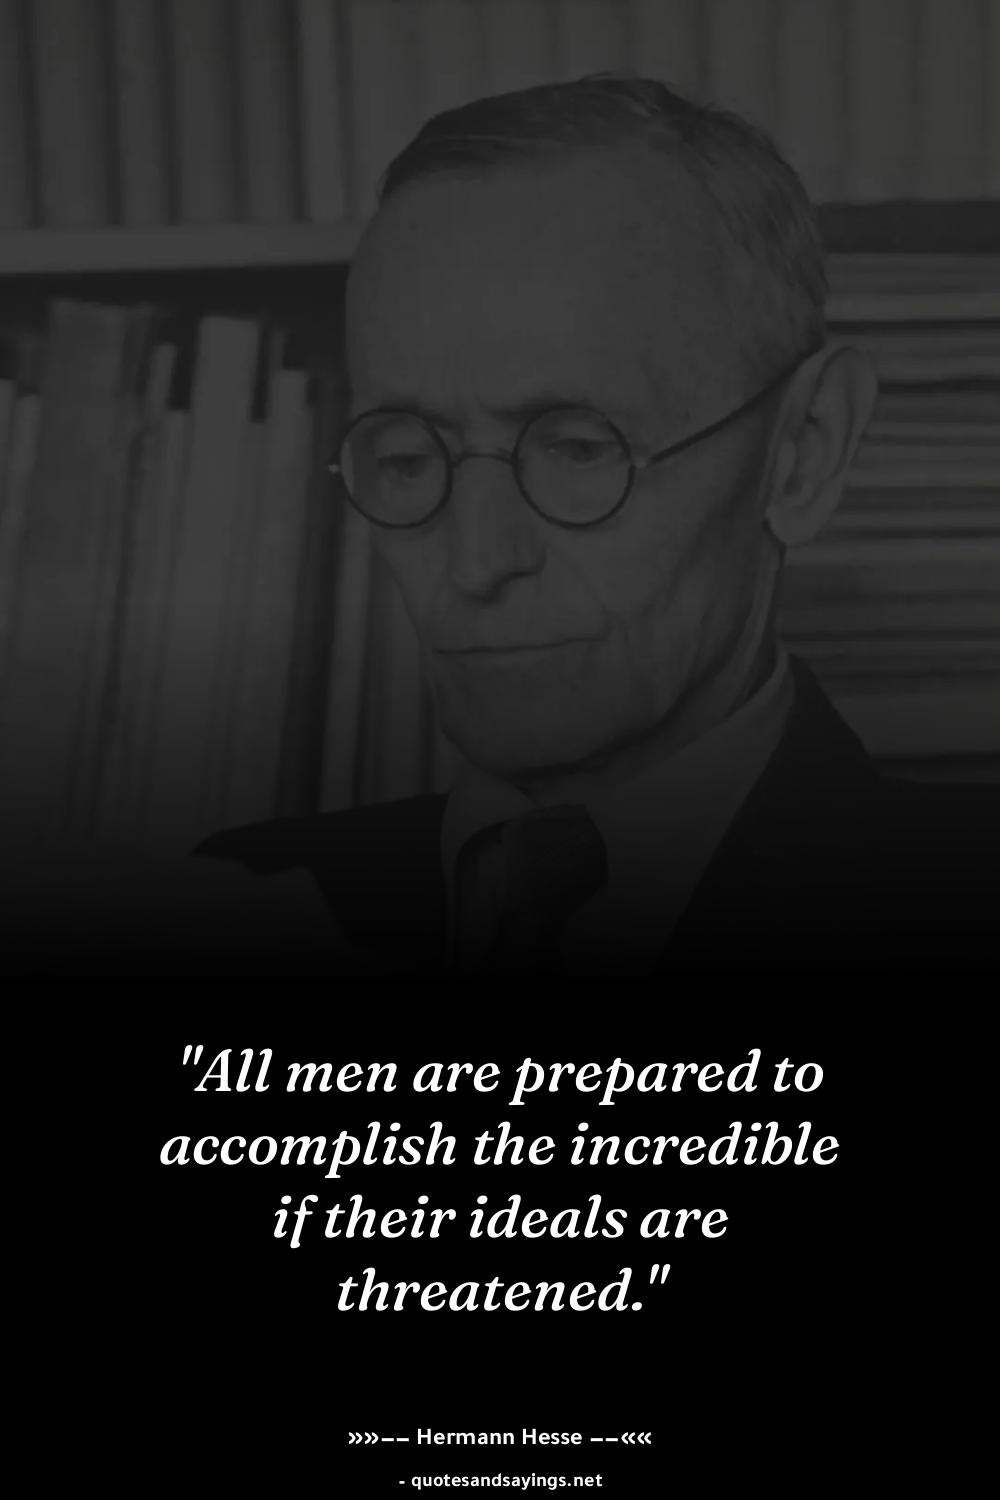 "All men are prepared to
accomplish the incredible
if their ideals are
threatened."
»»–– Hermann Hesse ––««
- quotesandsayings.net